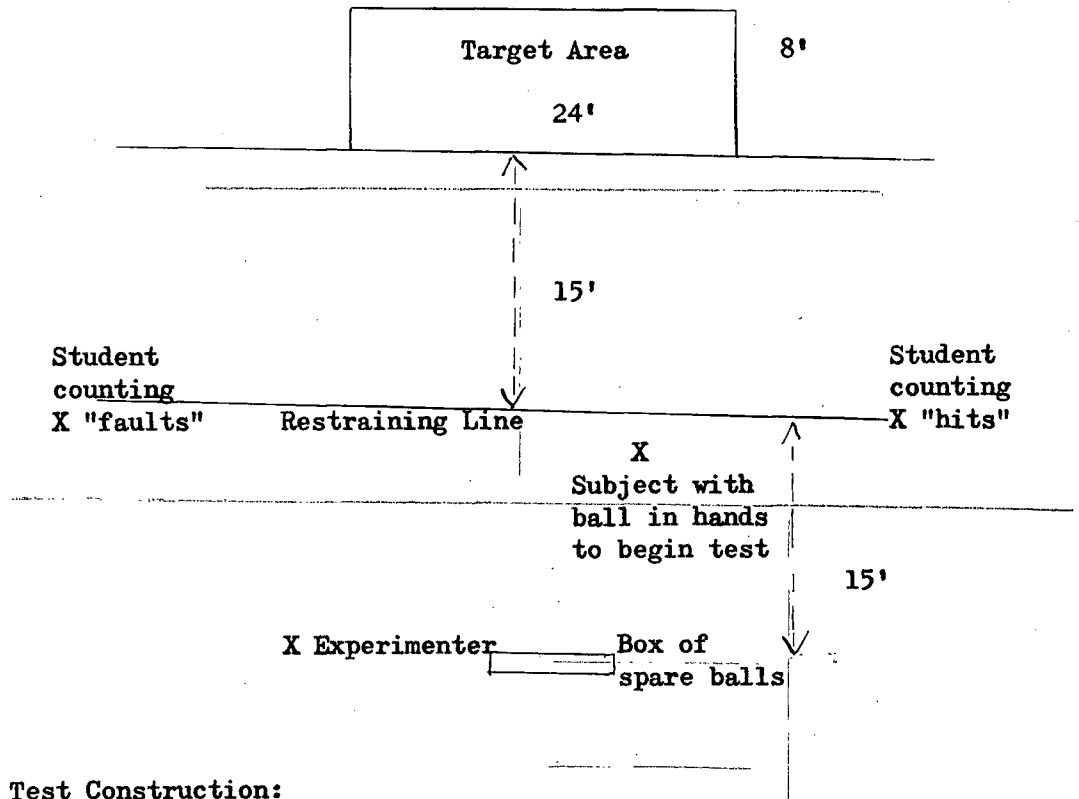 Target Area
8'
24'
15'
Student
counting
X "faults"
Restraining Line
Student
counting
X "hits"
X
Subject with
ball in hands
to begin test
15'
X Experimenter
Box of
spare balls
Test Construction: